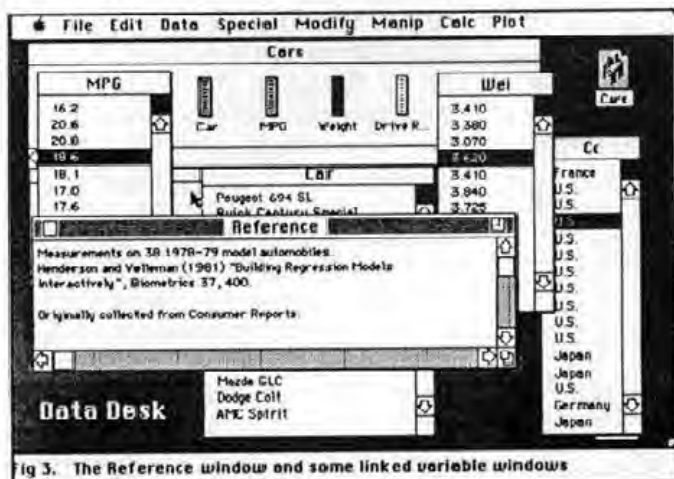 File Edit Data Special Modify Manip Calc Plot
Cars
MPG
16.2
20.6
20.8
18.6
18.1
17.0
17.6
Car
MPG
Weight
Drive R...
Wei
3.410
3.380
3.070
3.620
3.410
3.840
3.725
Cars
Cc
France
U.S.
U.S.
U.S.
U.S.
U.S.
U.S.
U.S.
U.S.
U.S.
Japan
Japan
U.S.
Germany
Japan
Car
Peugeot 694 SL
Buick Century Special
Reference
Measurements on 38 1978-79 model automobiles.
Henderson and Velleman (1981) "Building Regression Models
Interactively", Biometrics 37, 400.
Originally collected from Consumer Reports.
Mazda GLC
Dodge Colt
AMC Spirit
Data Desk
Fig 3. The Reference window and some linked variable windows